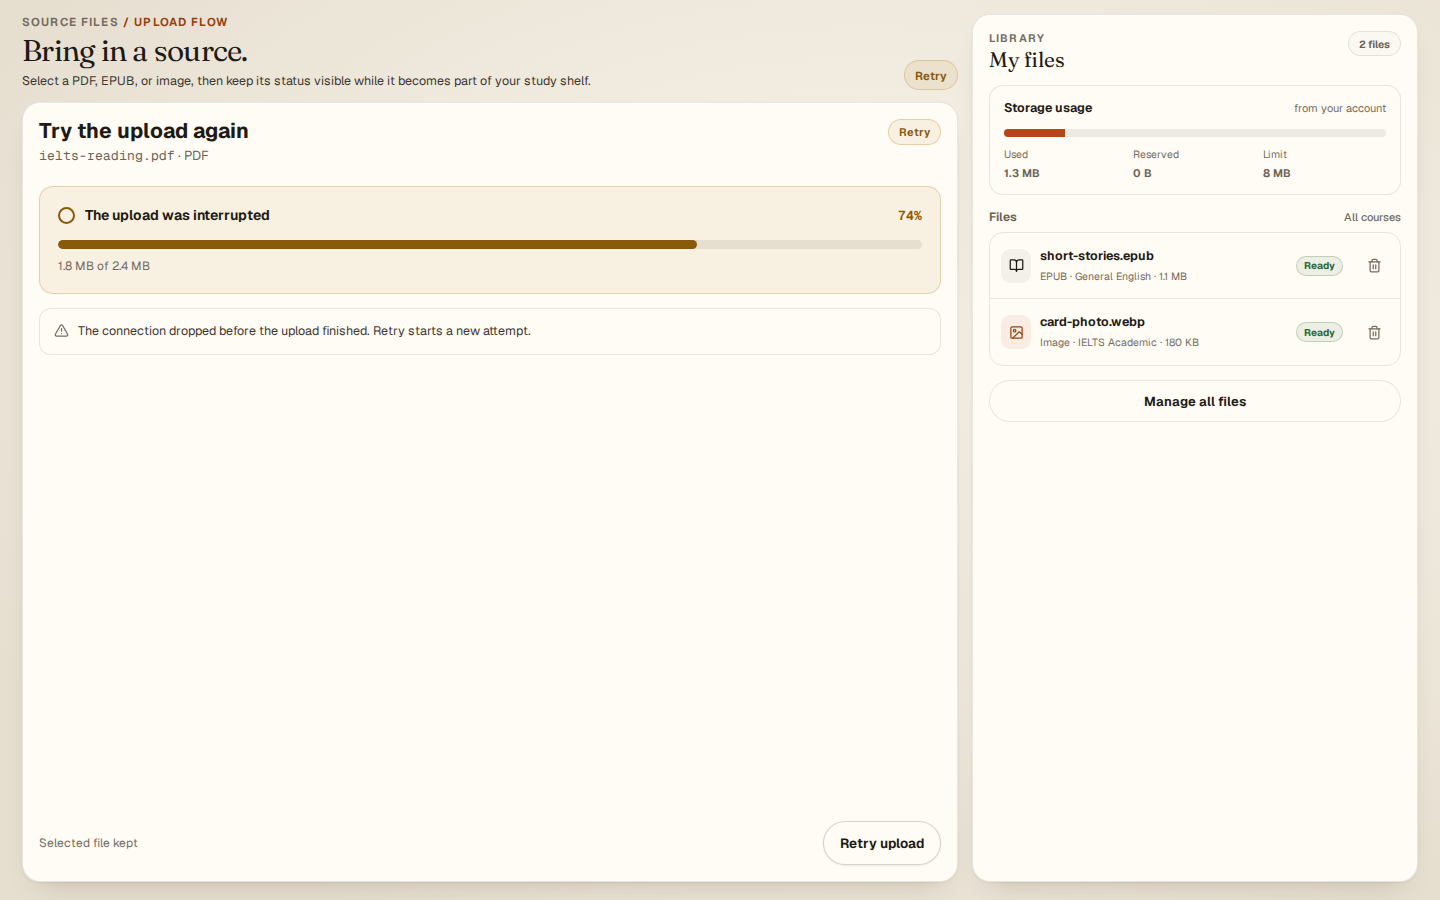 SOURCE FILES / UPLOAD FLOW
Bring in a source.
Select a PDF, EPUB, or image, then keep its status visible while it becomes part of your study shelf.
Retry
Try the upload again
Retry
ielts-reading.pdf · PDF
The upload was interrupted
74%
1.8 MB of 2.4 MB
The connection dropped before the upload finished. Retry starts a new attempt.
Selected file kept
Retry upload
LIBRARY
My files
2 files
Storage usage
from your account
Used
Reserved
Limit
1.3 MB
0 B
8 MB
Files
All courses
short-stories.epub
EPUB · General English · 1.1 MB
Ready
card-photo.webp
Image · IELTS Academic · 180 KB
Ready
Manage all files